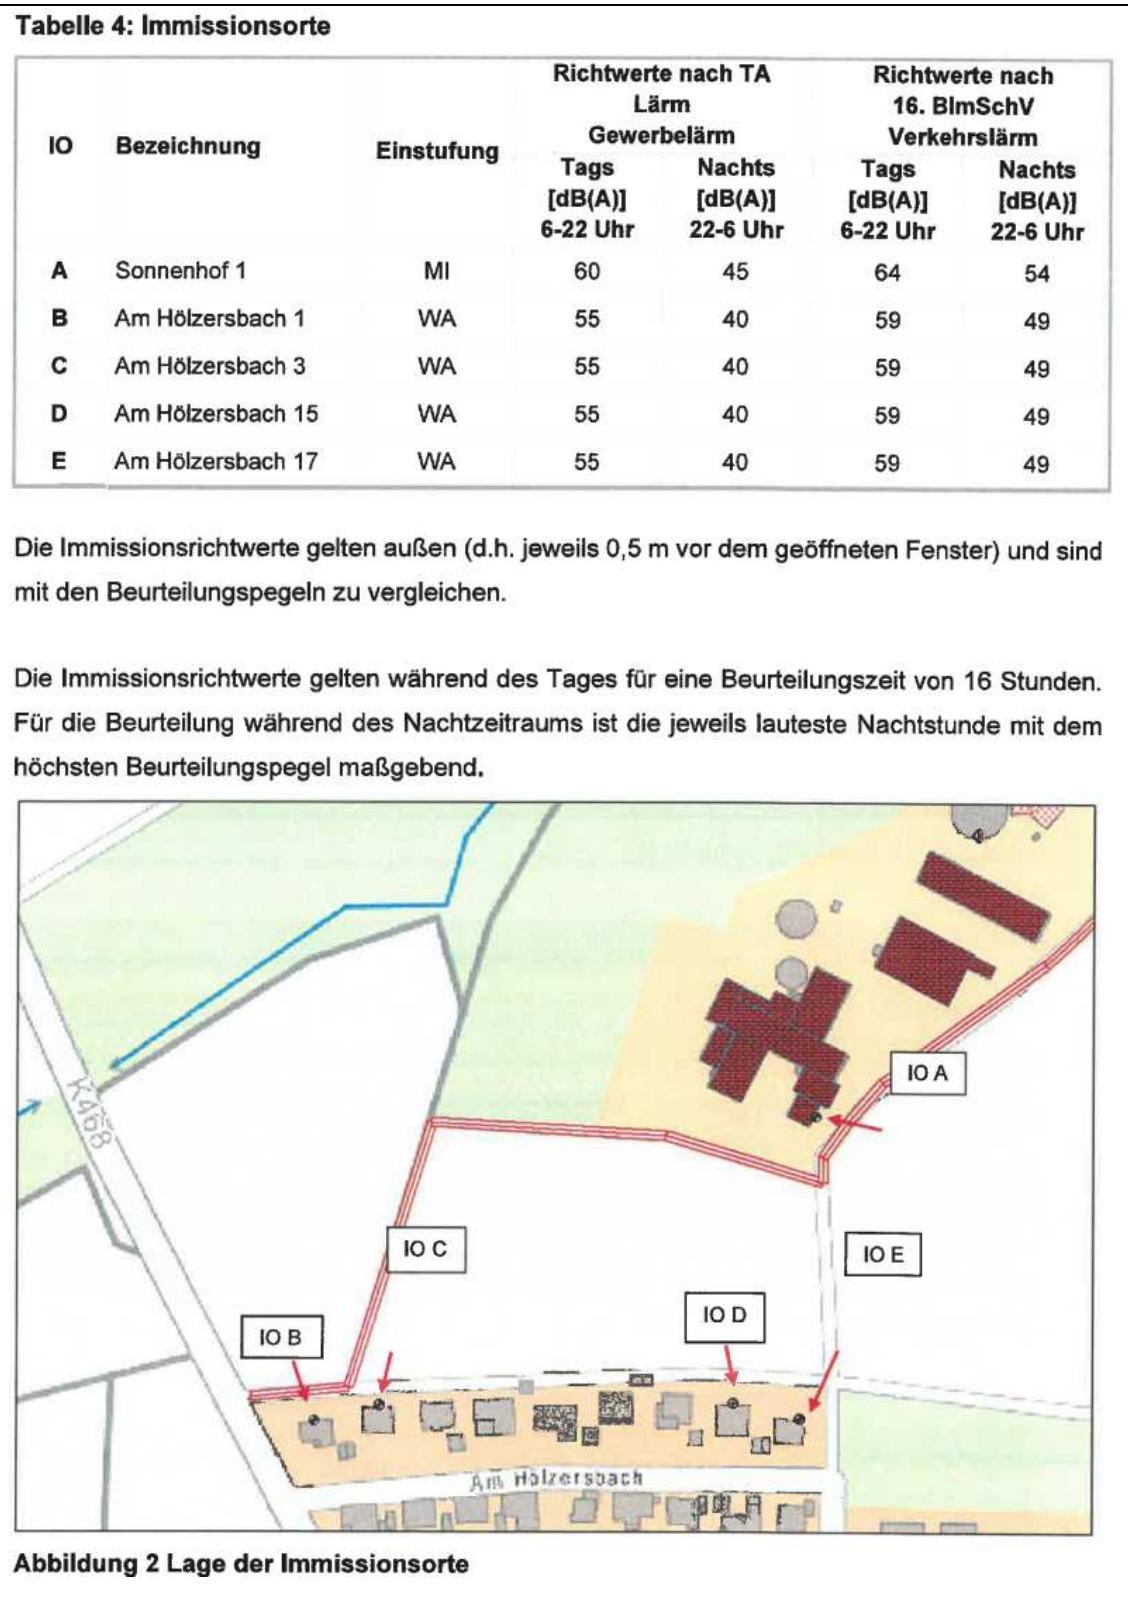 Tabelle 4: Immissionsorte
IO Bezeichnung Einstufung Richtwerte nach TA Lärm Gewerbelärm Richtwerte nach 16. BImSchV Verkehrslärm
Tags [dB(A)] 6-22 Uhr Nachts [dB(A)] 22-6 Uhr Tags [dB(A)] 6-22 Uhr Nachts [dB(A)] 22-6 Uhr
A Sonnenhof 1 MI 60 45 64 54
B Am Hölzersbach 1 WA 55 40 59 49
C Am Hölzersbach 3 WA 55 40 59 49
D Am Hölzersbach 15 WA 55 40 59 49
E Am Hölzersbach 17 WA 55 40 59 49
Die Immissionsrichtwerte gelten außen (d.h. jeweils 0,5 m vor dem geöffneten Fenster) und sind
mit den Beurteilungspegeln zu vergleichen.
Die Immissionsrichtwerte gelten während des Tages für eine Beurteilungszeit von 16 Stunden.
Für die Beurteilung während des Nachtzeitraums ist die jeweils lauteste Nachtstunde mit dem
höchsten Beurteilungspegel maßgebend.
IO A
K468
IO C
IO E
IO D
IO B
Am Hölzersbach
Abbildung 2 Lage der Immissionsorte